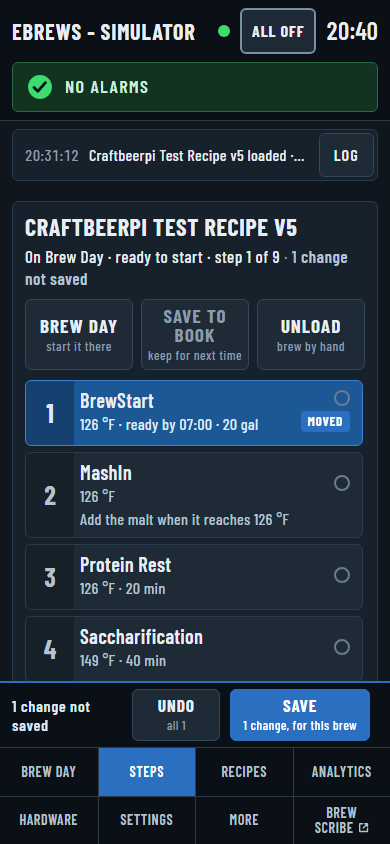 EBREWS - SIMULATOR
ALL OFF
20:40
NO ALARMS
20:31:12 Craftbeerpi Test Recipe v5 loaded ·...
LOG
CRAFTBEERPI TEST RECIPE V5
On Brew Day · ready to start · step 1 of 9 · 1 change
not saved
BREW DAY
start it there
SAVE TO
BOOK
keep for next time
UNLOAD
brew by hand
1
BrewStart
126 °F · ready by 07:00 · 20 gal
MOVED
2
MashIn
126 °F
Add the malt when it reaches 126 °F
3
Protein Rest
126 °F · 20 min
4
Saccharification
149 °F · 40 min
1 change not
saved
UNDO
all 1
SAVE
1 change, for this brew
BREW DAY
STEPS
RECIPES
ANALYTICS
HARDWARE
SETTINGS
MORE
BREW
SCRIBE